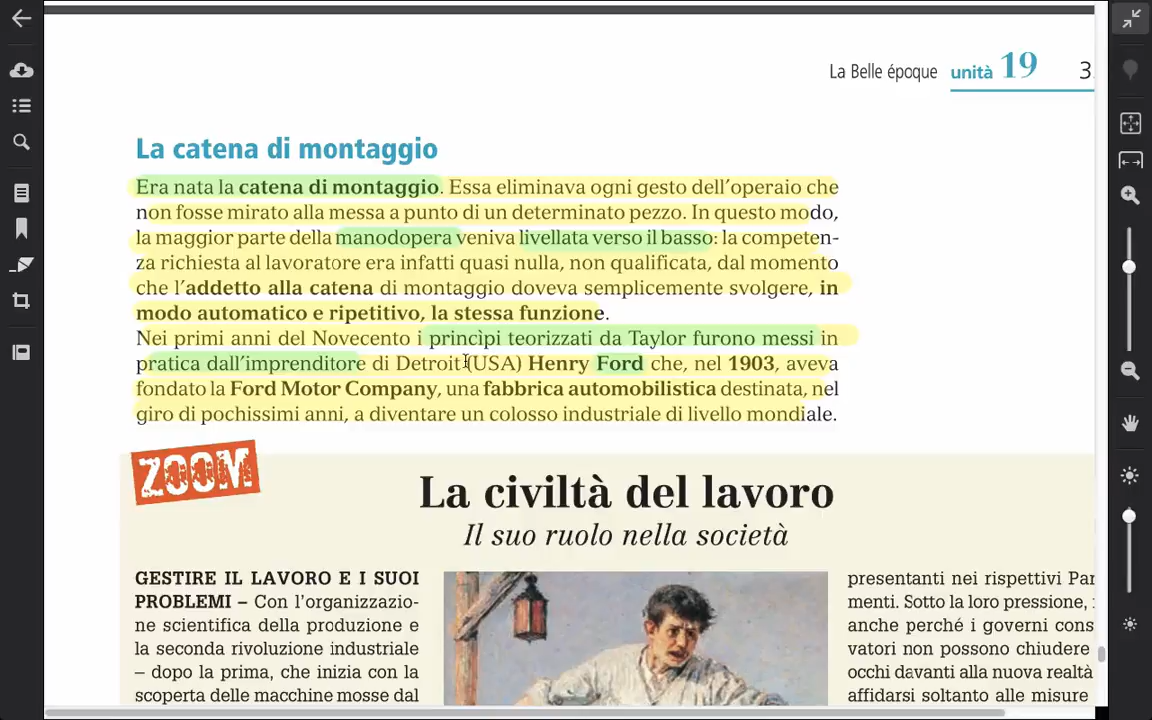 La Belle époque unità 19 3
La catena di montaggio
Era nata la catena di montaggio. Essa eliminava ogni gesto dell'operaio che
non fosse mirato alla messa a punto di un determinato pezzo. In questo modo,
la maggior parte della manodopera veniva livellata verso il basso: la competen-
za richiesta al lavoratore era infatti quasi nulla, non qualificata, dal momento
che l'addetto alla catena di montaggio doveva semplicemente svolgere, in
modo automatico e ripetitivo, la stessa funzione.
Nei primi anni del Novecento i princìpi teorizzati da Taylor furono messi in
pratica dall'imprenditore di Detroit (USA) Henry Ford che, nel 1903, aveva
fondato la Ford Motor Company, una fabbrica automobilistica destinata, nel
giro di pochissimi anni, a diventare un colosso industriale di livello mondiale.
ZOOM
La civiltà del lavoro
Il suo ruolo nella società
GESTIRE IL LAVORO E I SUOI
PROBLEMI – Con l'organizzazio-
ne scientifica della produzione e
la seconda rivoluzione industriale
– dopo la prima, che inizia con la
scoperta delle macchine mosse dal
presentanti nei rispettivi Par
menti. Sotto la loro pressione,
anche perché i governi cons
vatori non possono chiudere
occhi davanti alla nuova realtà
affidarsi soltanto alle misure